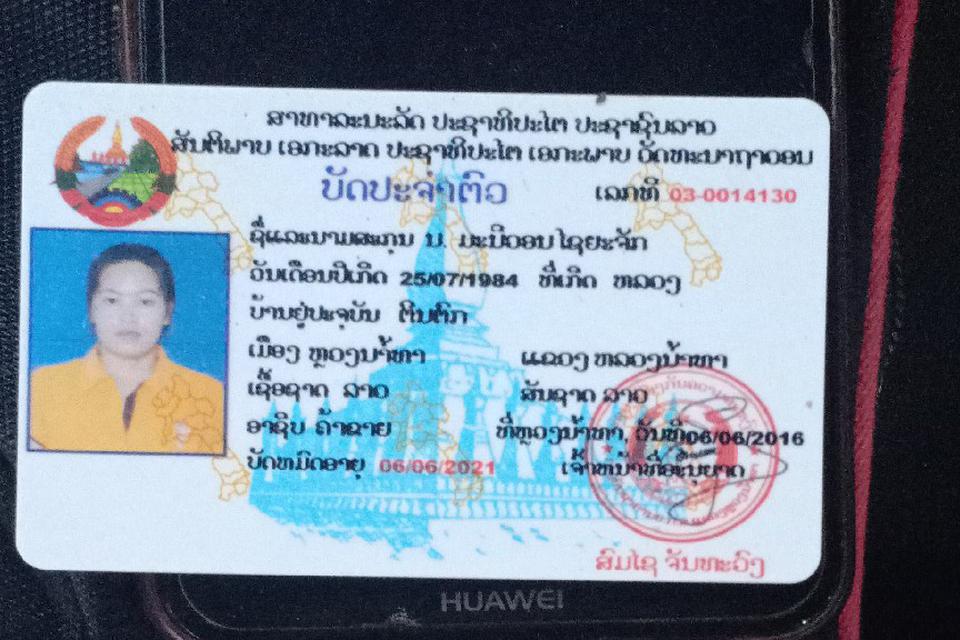 ສາທາລະນະລັດ ປະຊາທິປະໄຕ ປະຊາຊົນລາວ
ສັນຕິພາບ ເອກະລາດ ປະຊາທິປະໄຕ ເອກະພາບ ວັດທະນາຖາວອນ
ບັດປະຈຳຕົວ
ເລກທີ 03-0014130
ຊື່ແລະນາມສະກຸນ ນ. ມະນີວອນ ໄຊຍະຈັກ
ວັນເດືອນປີເກີດ 25/07/1984 ທີ່ເກີດ ຫລວງ
ບ້ານຢູ່ປະຈຸບັນ ຕີນຕົກ
ເມືອງ ຫຼວງນ້ຳທາ ແຂວງ ຫລວງນ້ຳທາ
ເຊື້ອຊາດ ລາວ ສັນຊາດ ລາວ
ອາຊິບ ຄ້າຂາຍ ທີ່ຫຼວງນ້ຳທາ, ວັນທີ 06/06/2016
ບັດຫມົດອາຍຸ 06/06/2021 ເຈົ້າຫນ້າທີ່ອະນຸຍາດ
ສົມໄຊ ຈັນທະວົງ
HUAWEI